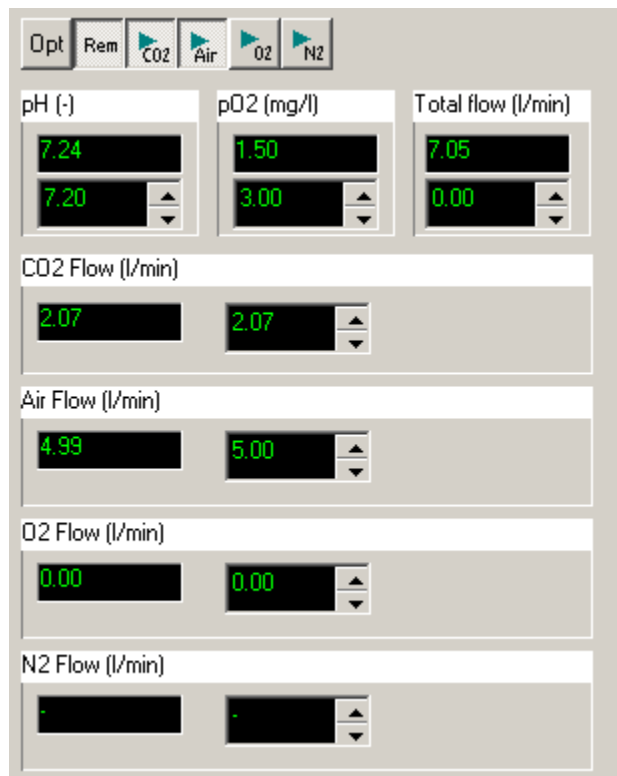 Opt Rem CO2 Air O2 N2
pH (-) pO2 (mg/l) Total flow (l/min)
7.24 1.50 7.05
7.20 3.00 0.00
CO2 Flow (l/min)
2.07 2.07
Air Flow (l/min)
4.99 5.00
O2 Flow (l/min)
0.00 0.00
N2 Flow (l/min)
- -